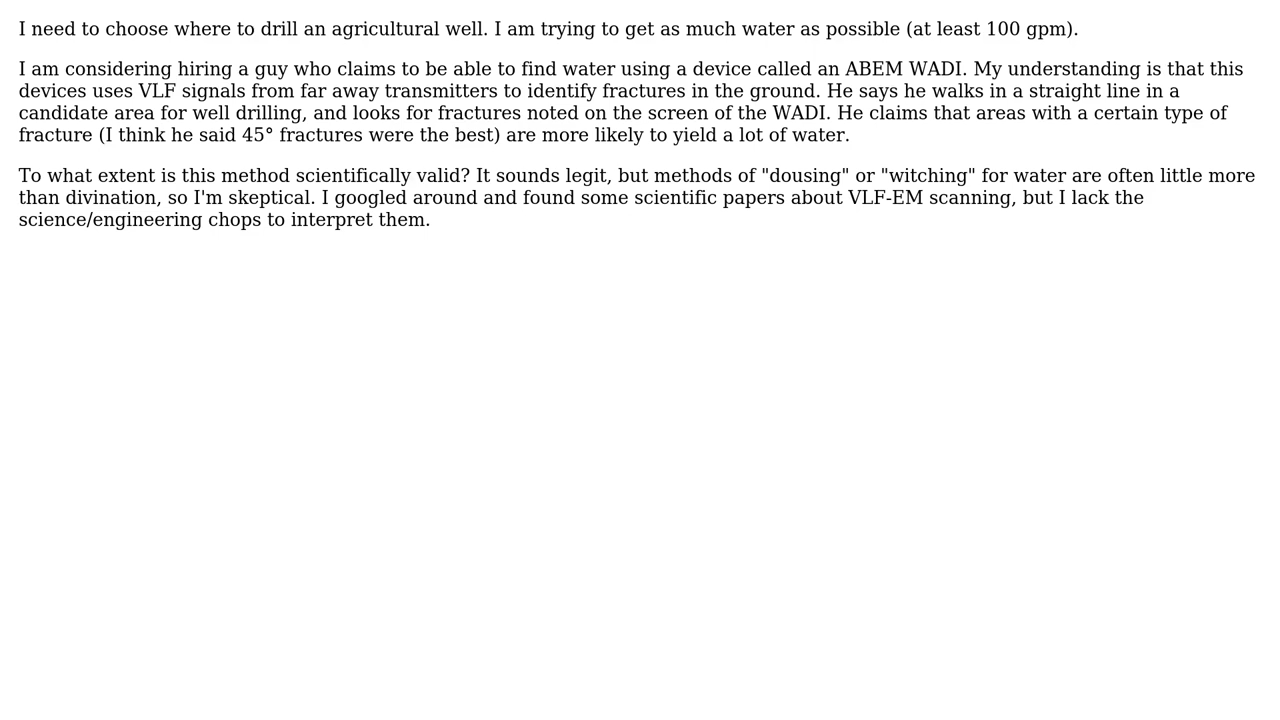 I need to choose where to drill an agricultural well. I am trying to get as much water as possible (at least 100 gpm).
I am considering hiring a guy who claims to be able to find water using a device called an ABEM WADI. My understanding is that this
devices uses VLF signals from far away transmitters to identify fractures in the ground. He says he walks in a straight line in a
candidate area for well drilling, and looks for fractures noted on the screen of the WADI. He claims that areas with a certain type of
fracture (I think he said 45° fractures were the best) are more likely to yield a lot of water.
To what extent is this method scientifically valid? It sounds legit, but methods of "dousing" or "witching" for water are often little more
than divination, so I'm skeptical. I googled around and found some scientific papers about VLF-EM scanning, but I lack the
science/engineering chops to interpret them.